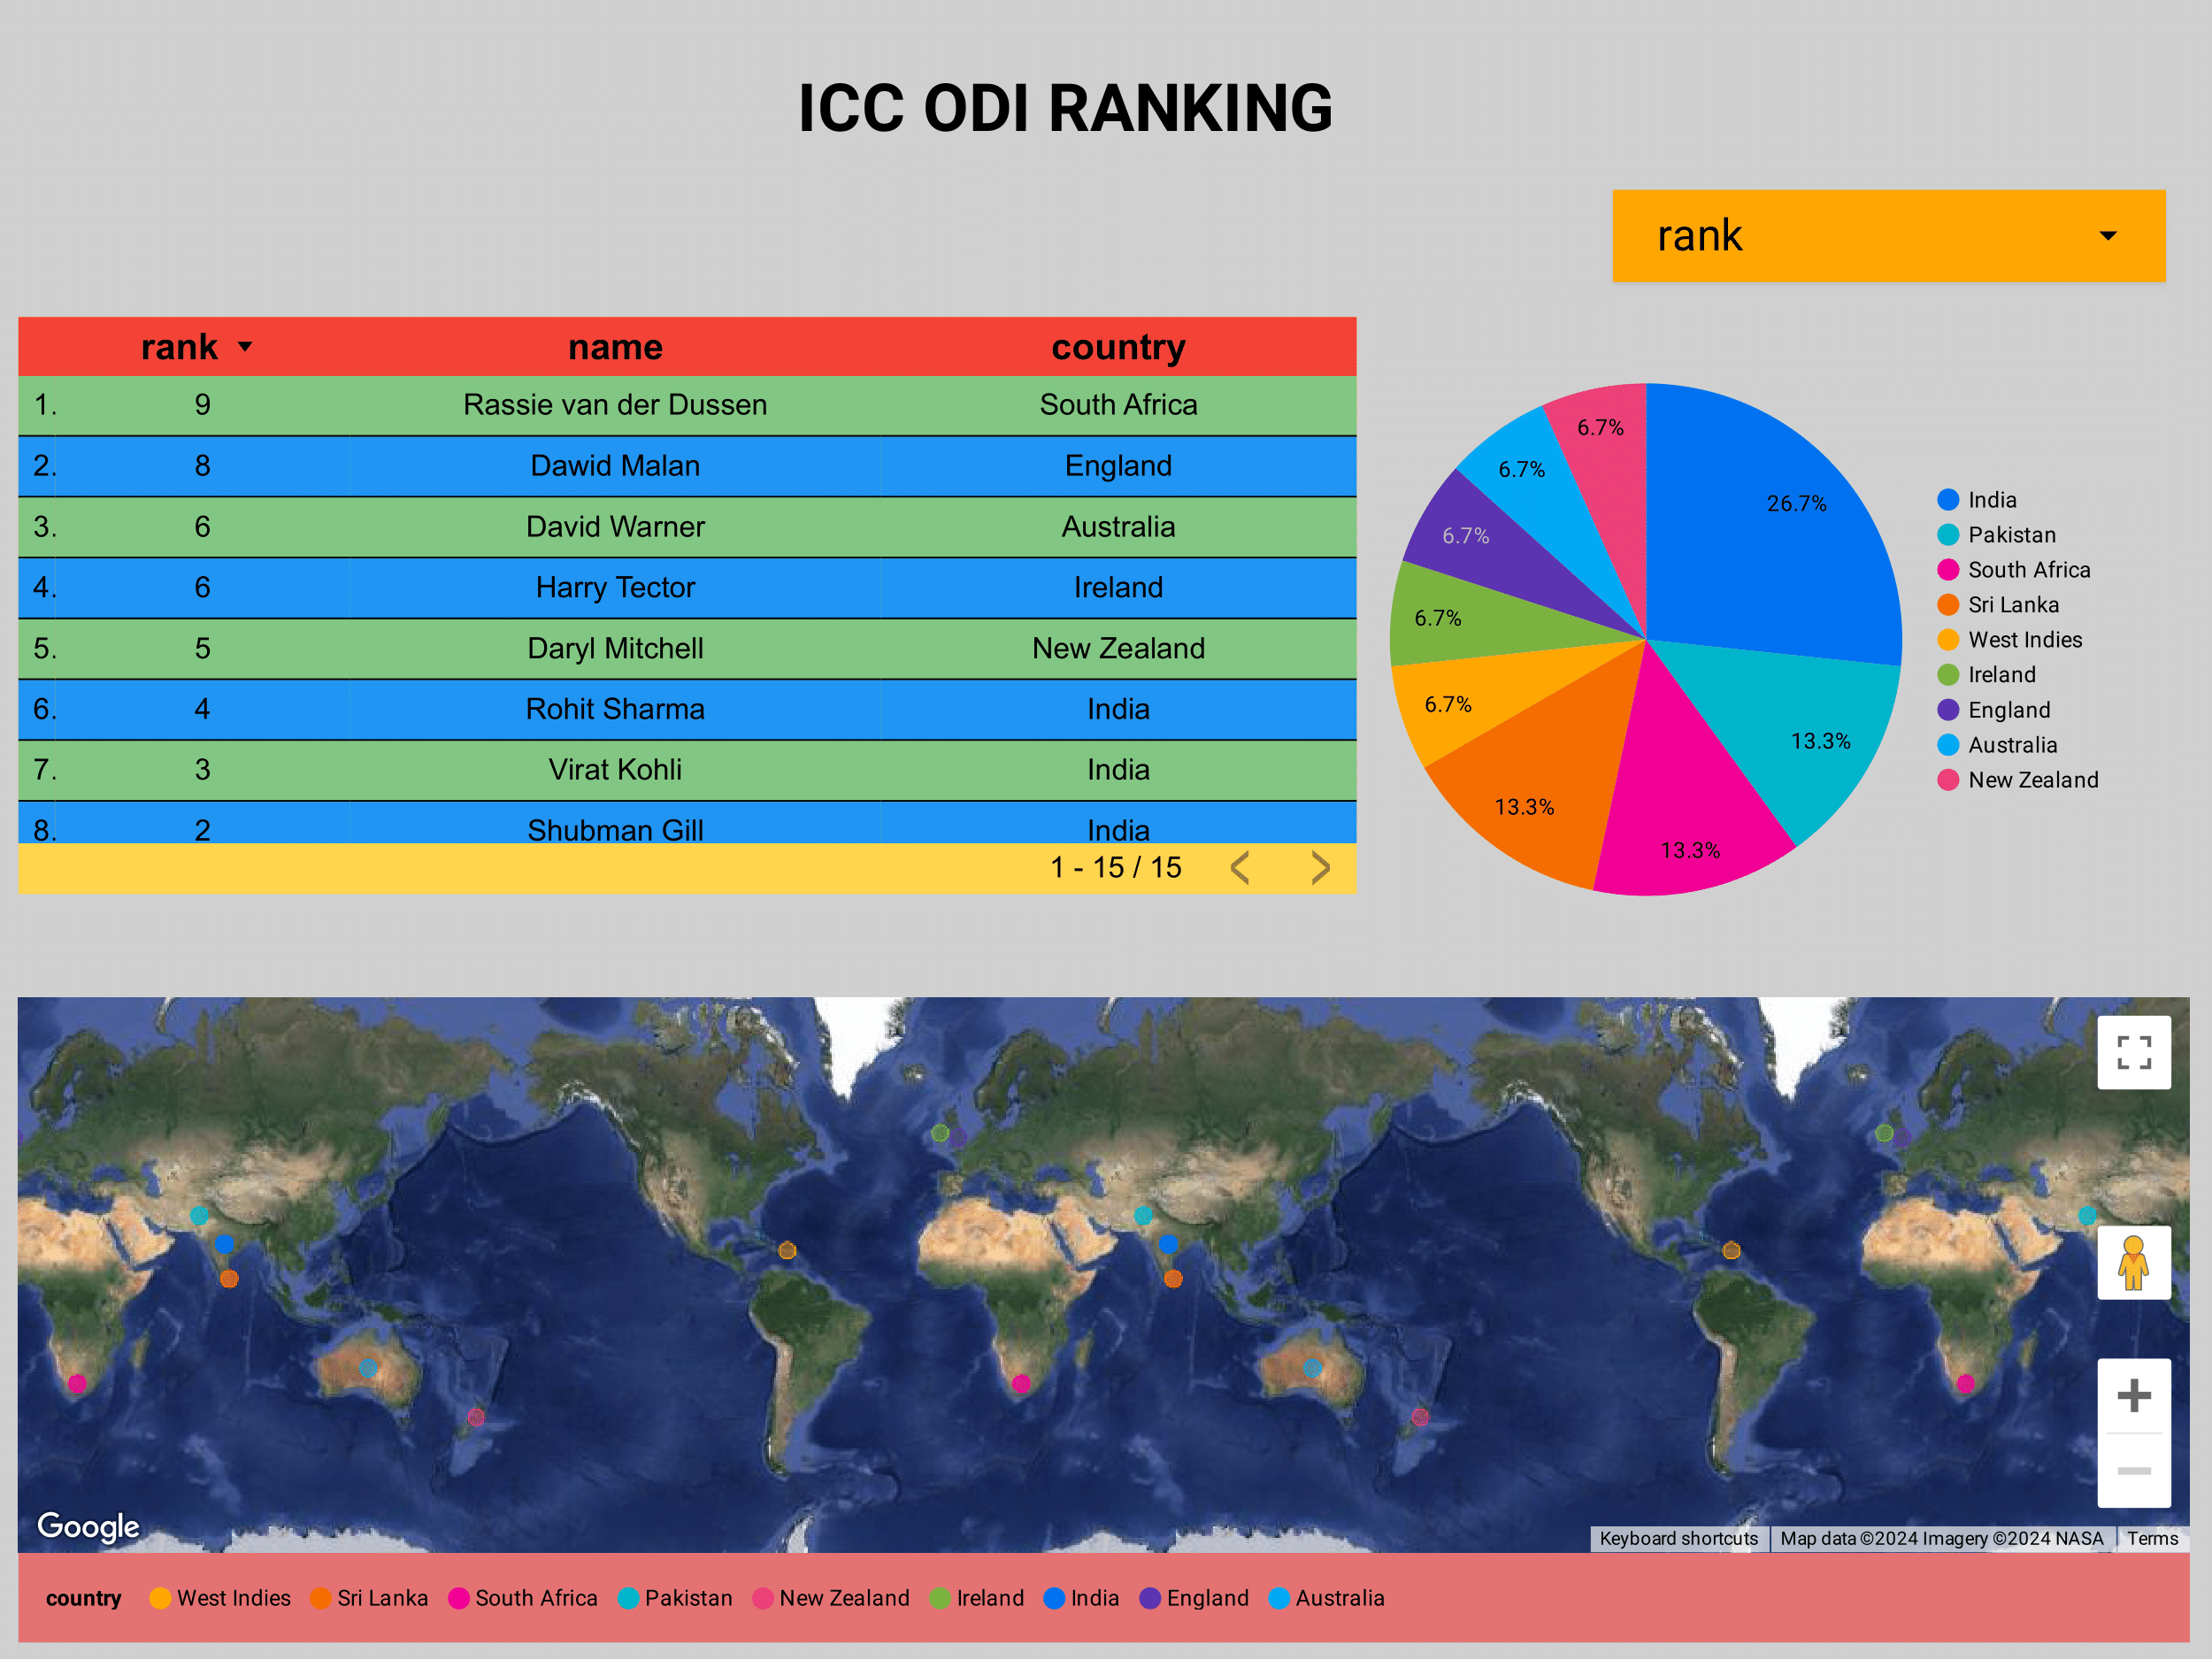 ICC ODI RANKING
rank
rank name country
1. 9 Rassie van der Dussen South Africa
2. 8 Dawid Malan England
3. 6 David Warner Australia
4. 6 Harry Tector Ireland
5. 5 Daryl Mitchell New Zealand
6. 4 Rohit Sharma India
7. 3 Virat Kohli India
8. 2 Shubman Gill India
1 - 15 / 15
26.7%
13.3%
13.3%
13.3%
6.7%
6.7%
6.7%
6.7%
6.7%
India
Pakistan
South Africa
Sri Lanka
West Indies
Ireland
England
Australia
New Zealand
Google
Keyboard shortcuts Map data ©2024 Imagery ©2024 NASA Terms
country West Indies Sri Lanka South Africa Pakistan New Zealand Ireland India England Australia